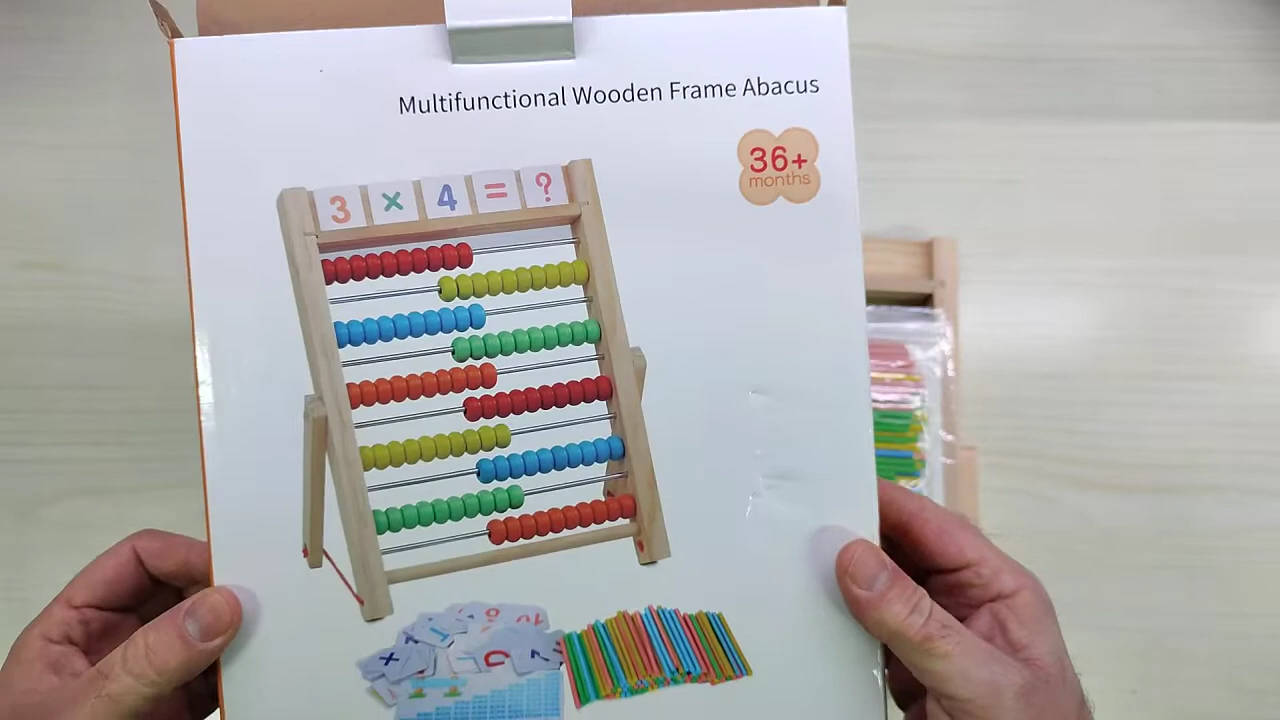 Multifunctional Wooden Frame Abacus
36+
months
3 × 4 = ?